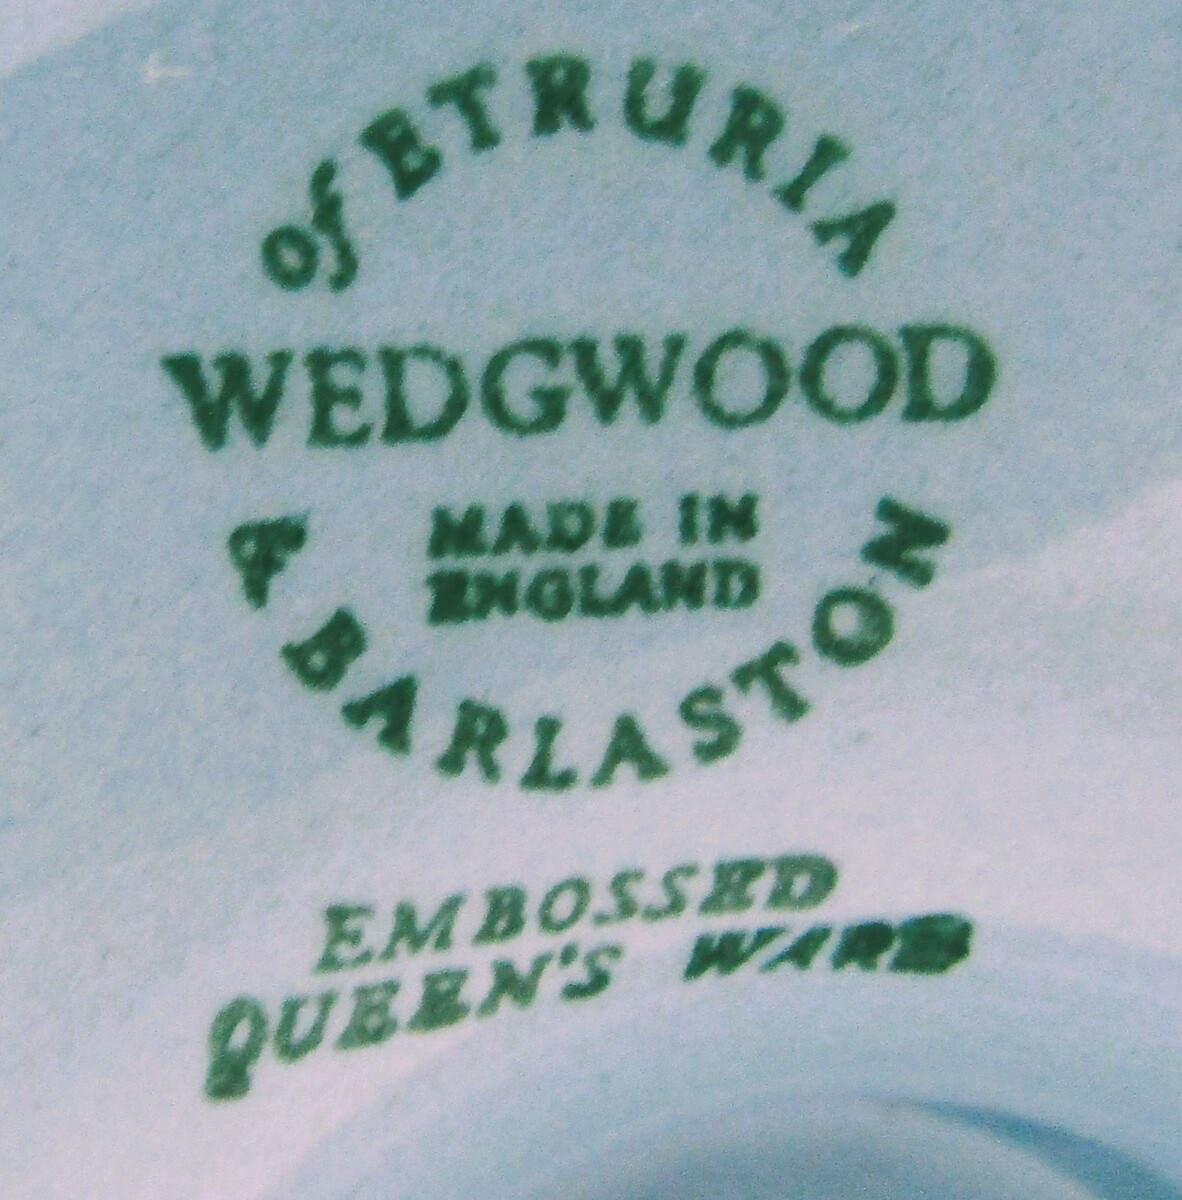 of ETRURIA
WEDGWOOD
MADE IN
ENGLAND
& BARLASTON
EMBOSSED
QUEEN'S WARE